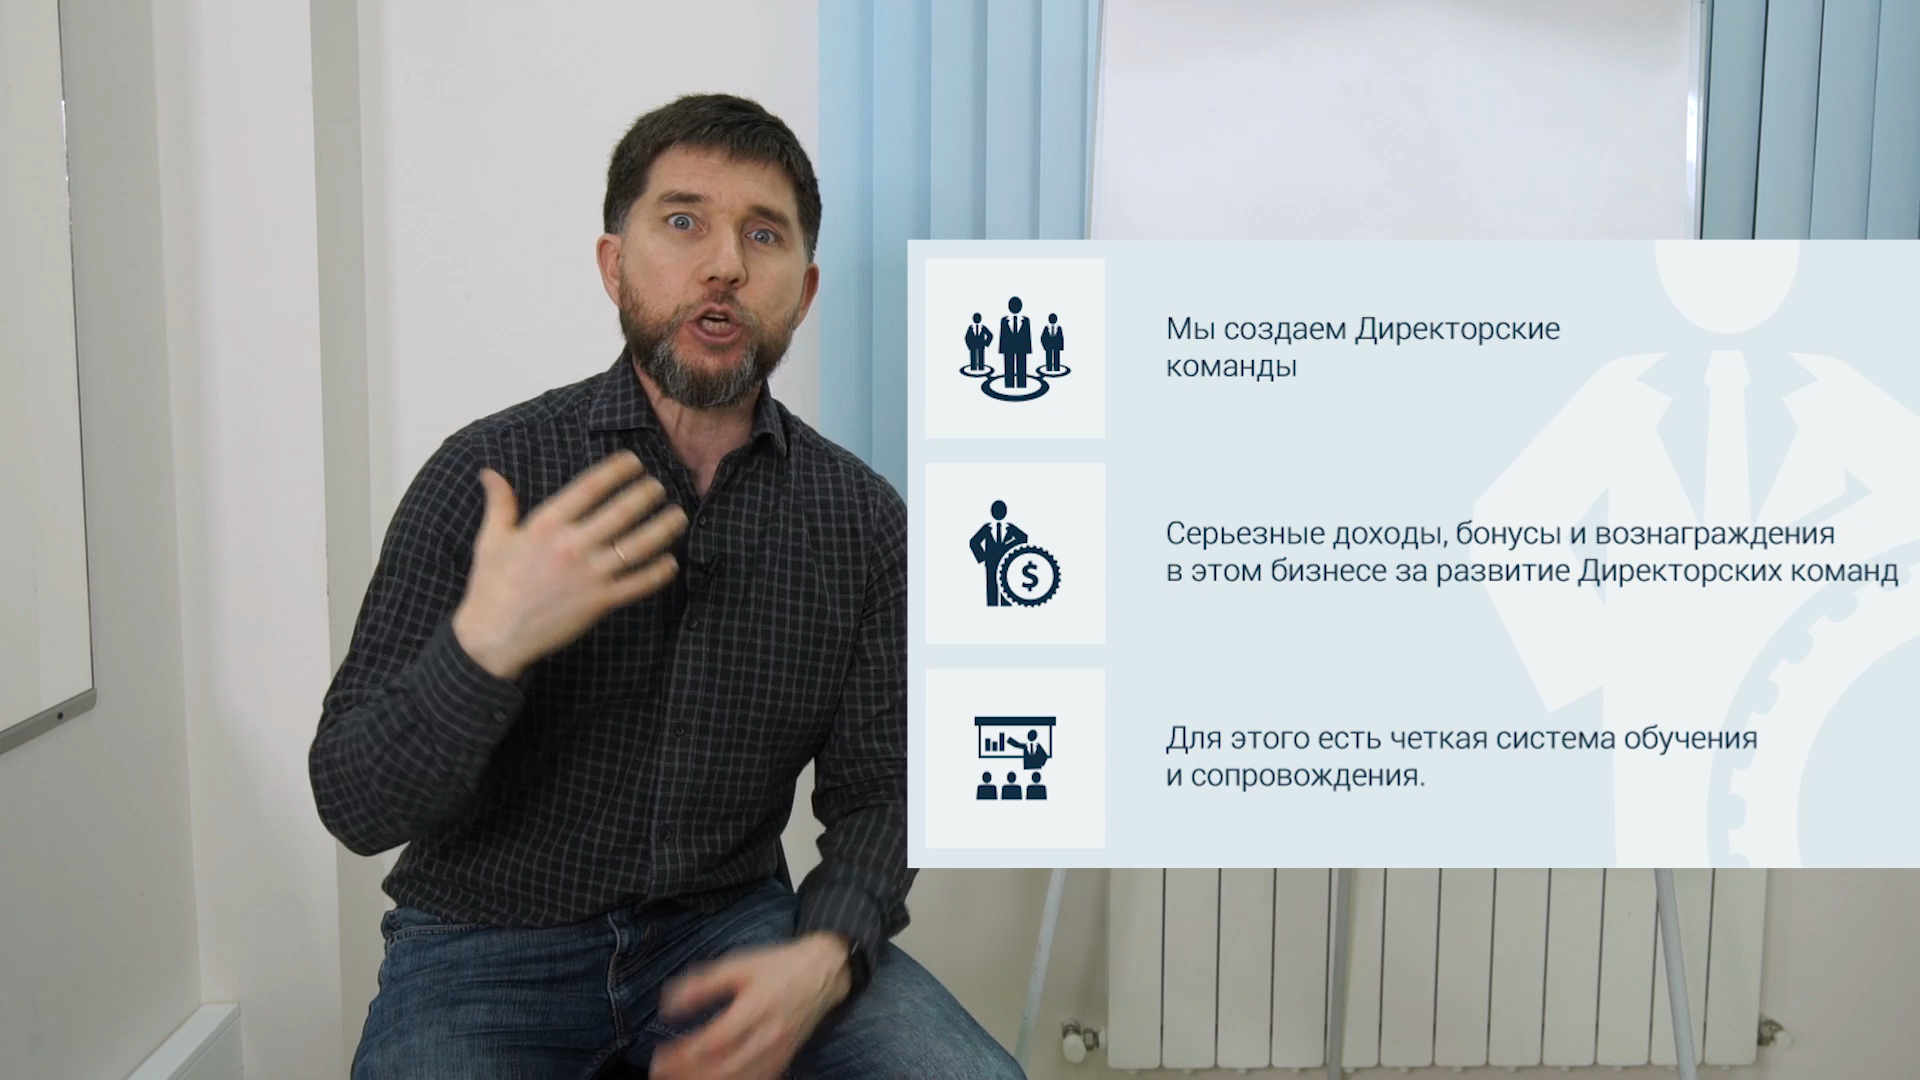 Мы создаем Директорские
команды
$
Серьезные доходы, бонусы и вознаграждения
в этом бизнесе за развитие Директорских команд
Для этого есть четкая система обучения
и сопровождения.